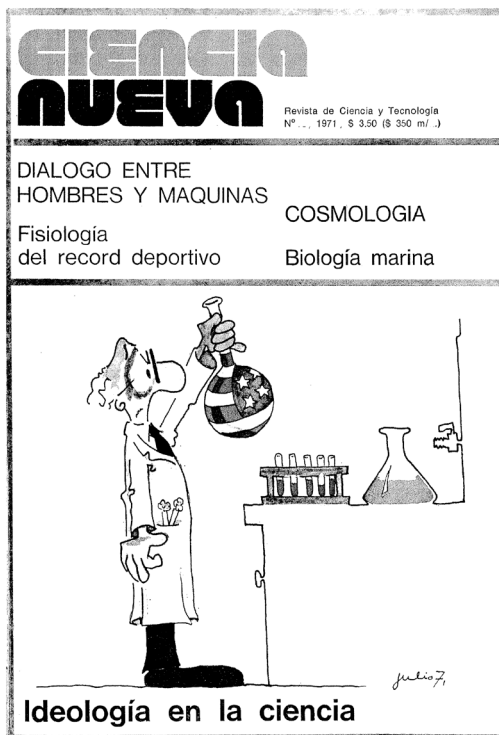 CIENCIA
NUEVA
Revista de Ciencia y Tecnología
Nº 1971, $ 3.50 ($ 350 m/ .)
DIALOGO ENTRE
HOMBRES Y MAQUINAS
Fisiología
del record deportivo
COSMOLOGIA
Biología marina
julio 71
Ideología en la ciencia